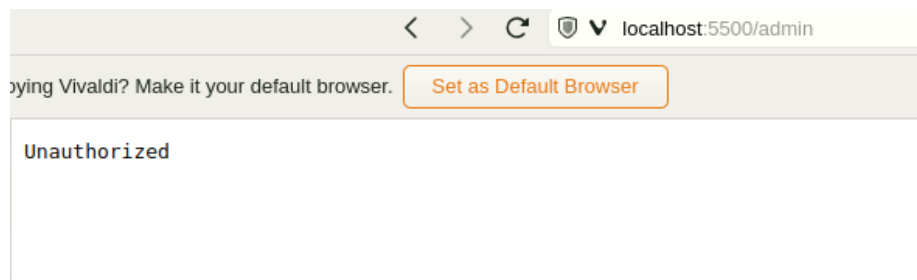 localhost:5500/admin
ying Vivaldi? Make it your default browser. Set as Default Browser
Unauthorized